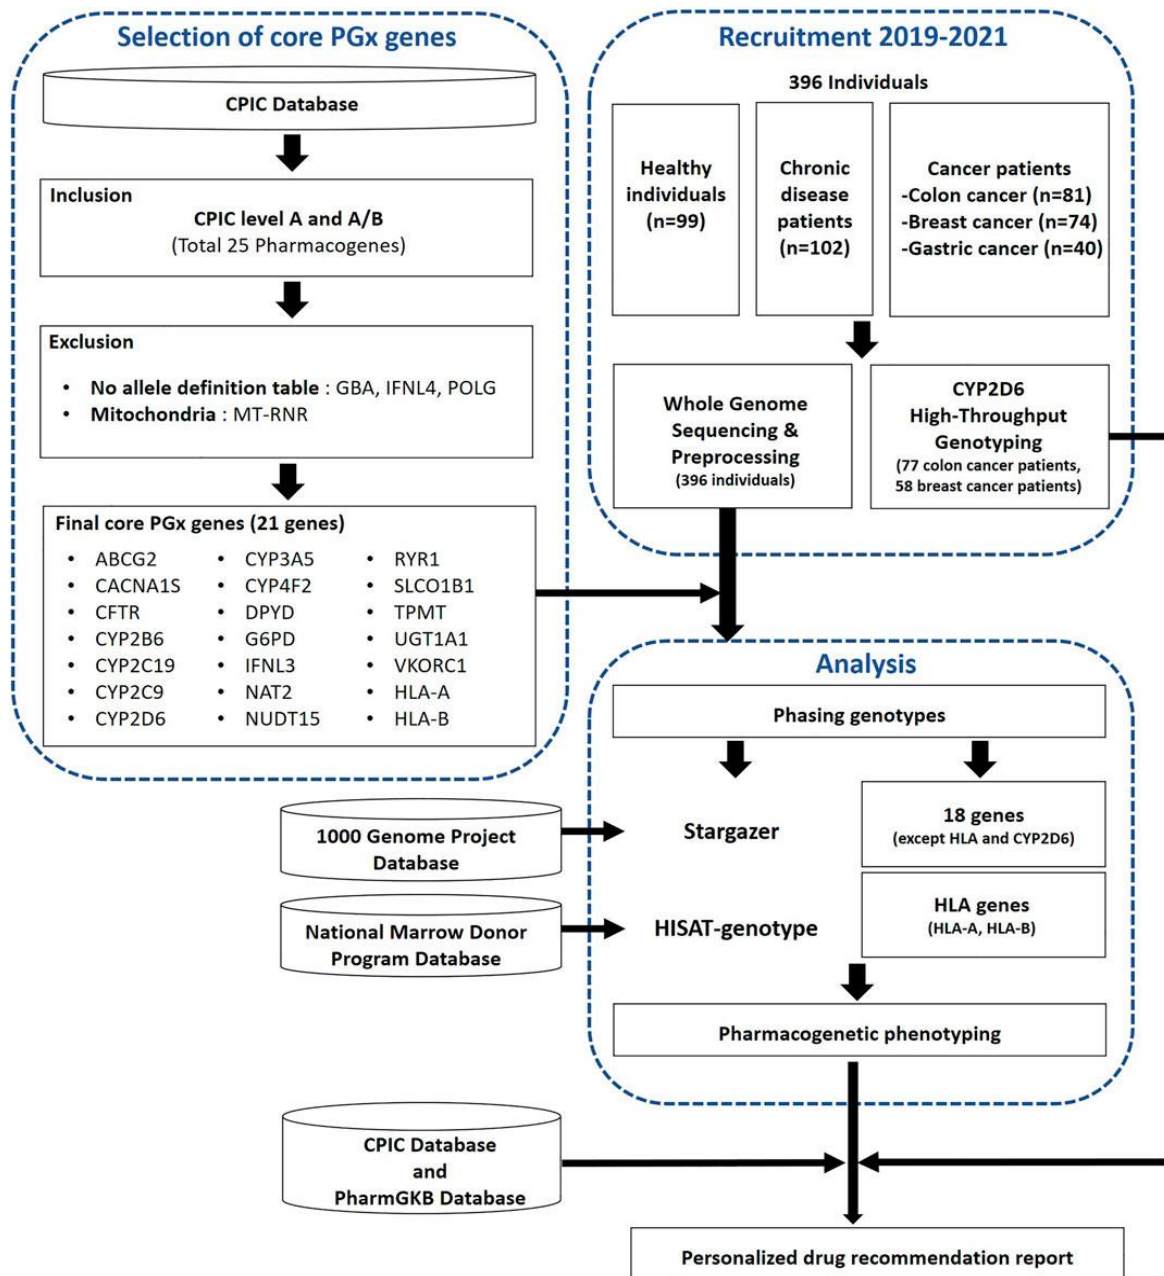 Selection of core PGx genes
CPIC Database
Inclusion
CPIC level A and A/B
(Total 25 Pharmacogenes)
Exclusion
• No allele definition table : GBA, IFNL4, POLG
• Mitochondria : MT-RNR
Final core PGx genes (21 genes)
• ABCG2
• CACNA1S
• CFTR
• CYP2B6
• CYP2C19
• CYP2C9
• CYP2D6
• CYP3A5
• CYP4F2
• DPYD
• G6PD
• IFNL3
• NAT2
• NUDT15
• RYR1
• SLCO1B1
• TPMT
• UGT1A1
• VKORC1
• HLA-A
• HLA-B
Recruitment 2019-2021
396 Individuals
Healthy
individuals
(n=99)
Chronic
disease
patients
(n=102)
Cancer patients
-Colon cancer (n=81)
-Breast cancer (n=74)
-Gastric cancer (n=40)
Whole Genome
Sequencing &
Preprocessing
(396 individuals)
CYP2D6
High-Throughput
Genotyping
(77 colon cancer patients,
58 breast cancer patients)
Analysis
Phasing genotypes
1000 Genome Project
Database
Stargazer
18 genes
(except HLA and CYP2D6)
National Marrow Donor
Program Database
HISAT-genotype
HLA genes
(HLA-A, HLA-B)
Pharmacogenetic phenotyping
CPIC Database
and
PharmGKB Database
Personalized drug recommendation report